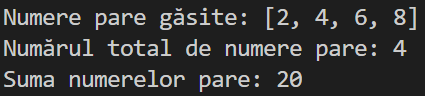 Numere pare găsite: [2, 4, 6, 8]
Numărul total de numere pare: 4
Suma numerelor pare: 20